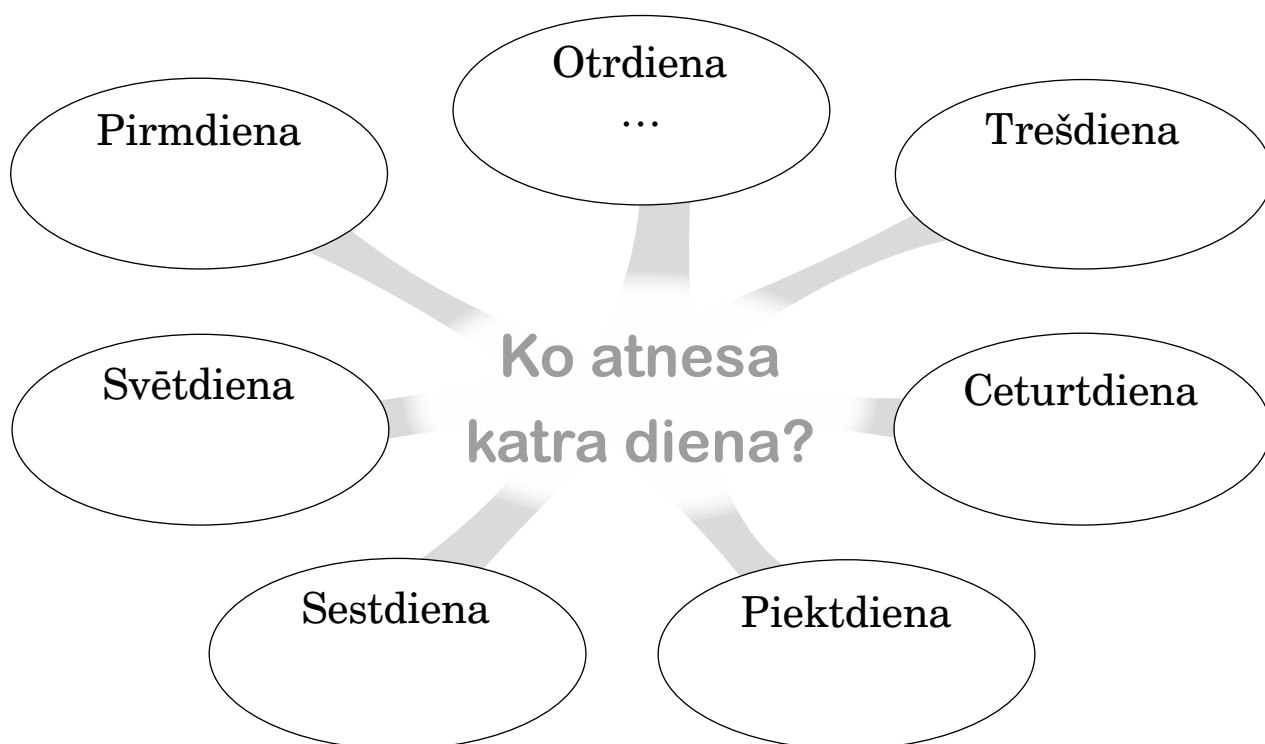 Otrdiena
...
Pirmdiena
Trešdiena
Ko atnesa
katra diena?
Svētdiena
Ceturtdiena
Sestdiena
Piektdiena